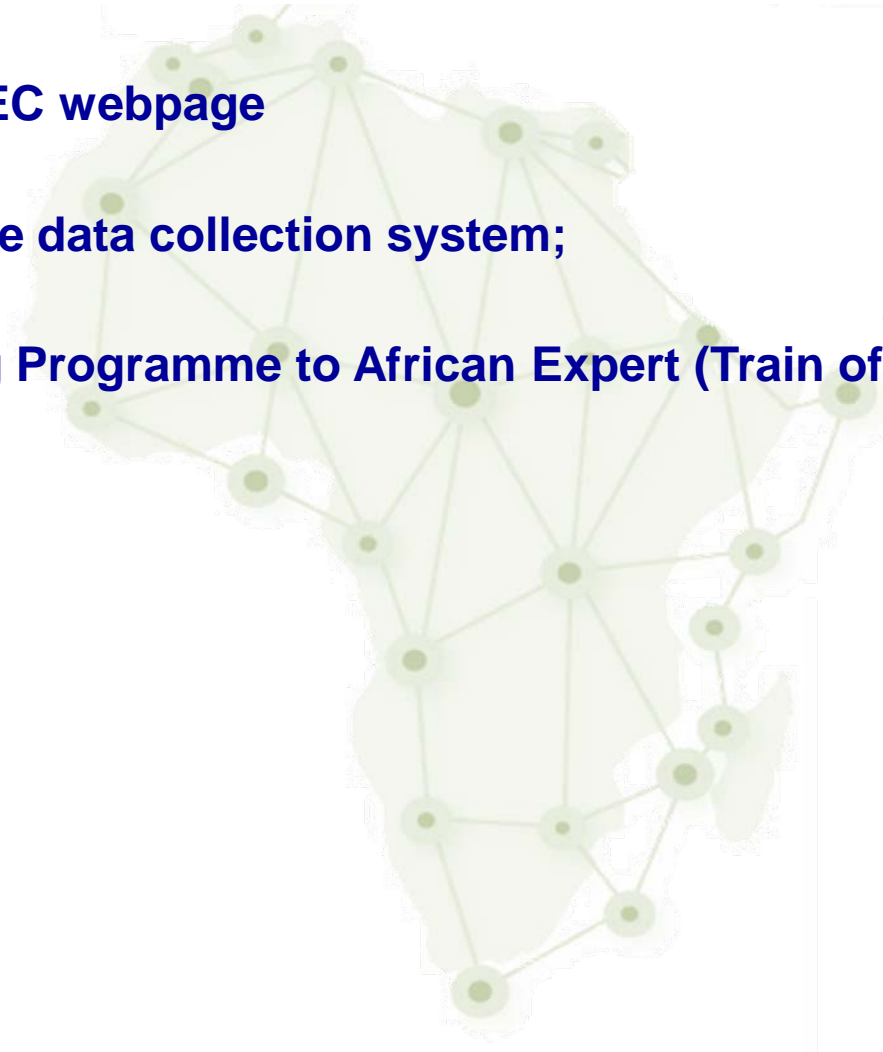 EC webpage
e data collection system;
g Programme to African Expert (Train of